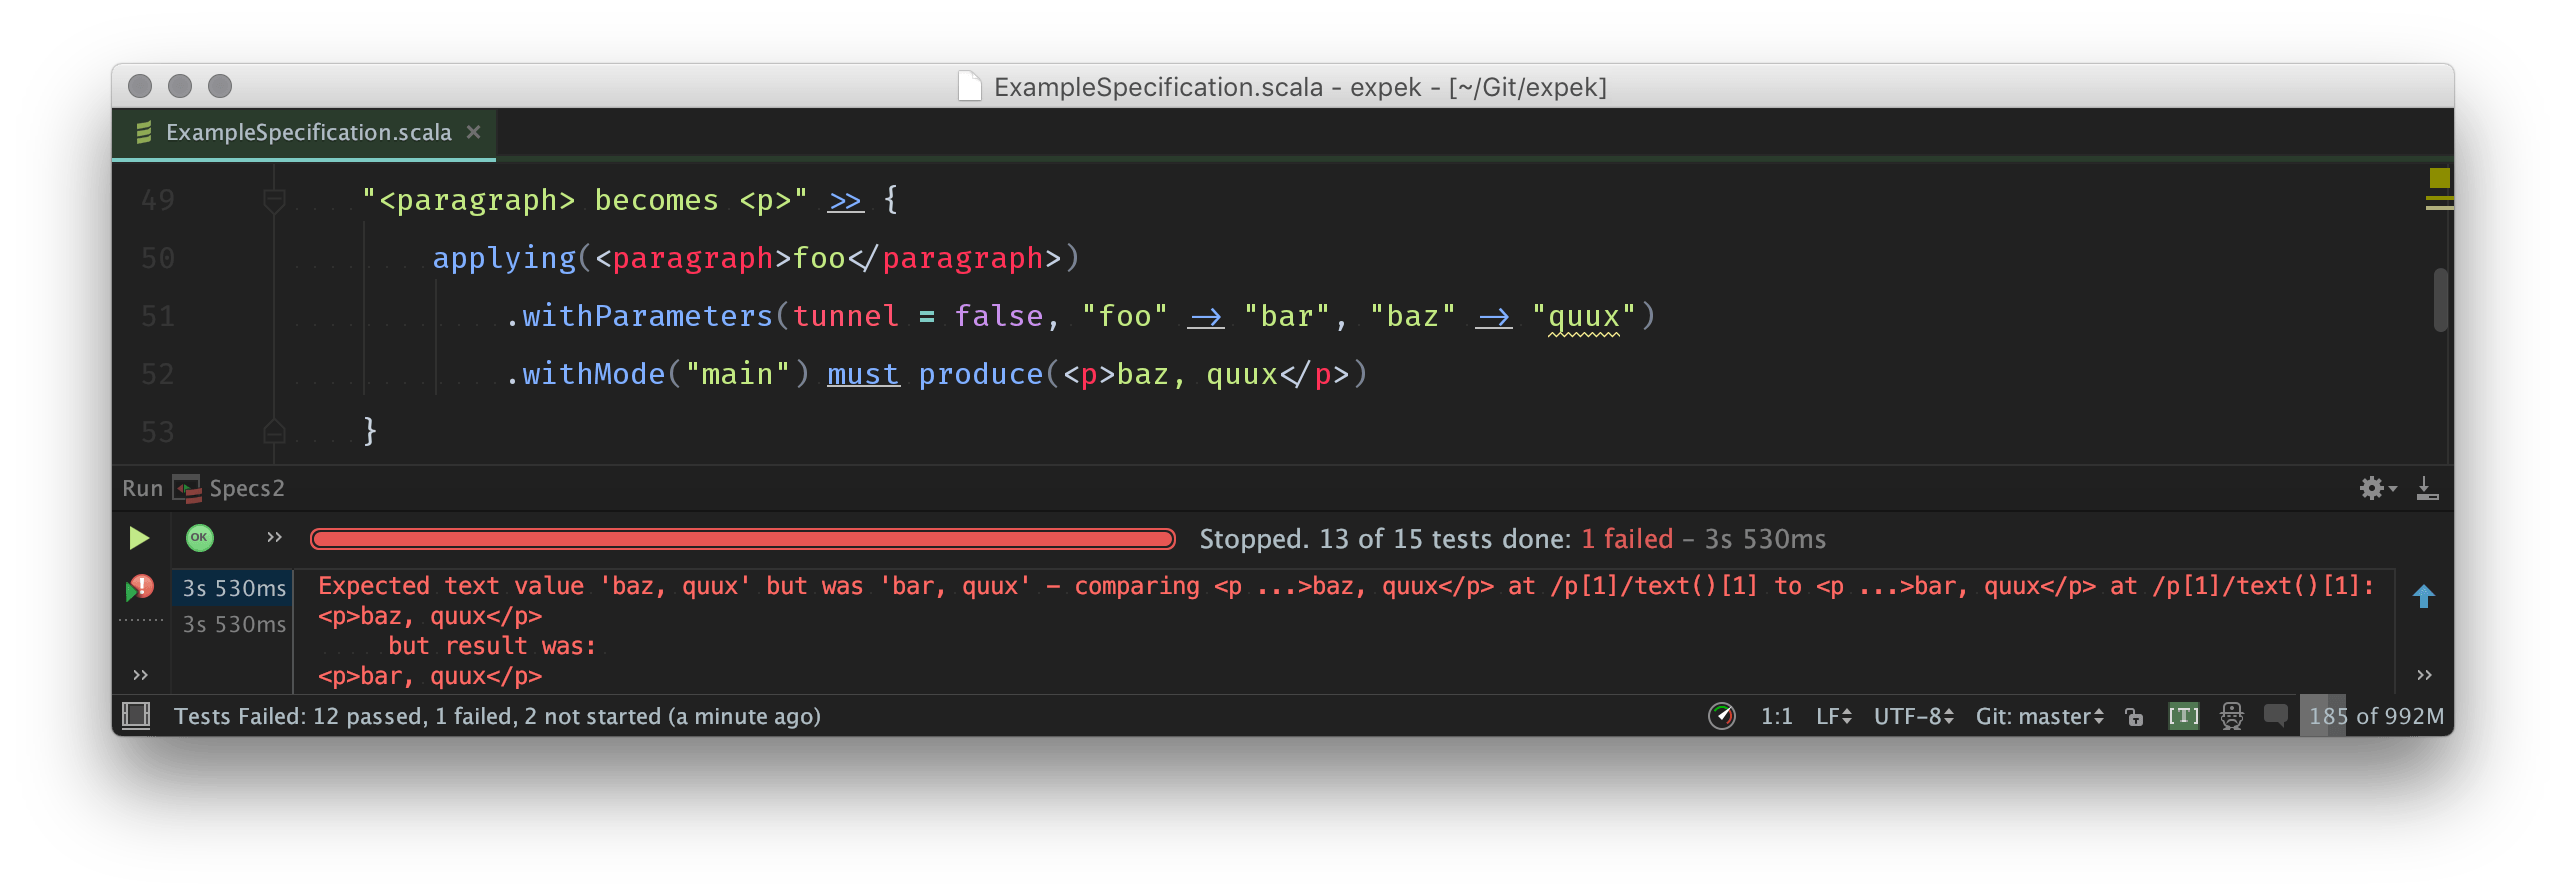 ExampleSpecification.scala - expek - [~/Git/expek]
ExampleSpecification.scala ×
49 "<paragraph> becomes <p>" >> {
50 applying(<paragraph>foo</paragraph>)
51 .withParameters(tunnel = false, "foo" -> "bar", "baz" -> "quux")
52 .withMode("main") must produce(<p>baz, quux</p>)
53 }
Run Specs2
OK >> Stopped. 13 of 15 tests done: 1 failed – 3s 530ms
3s 530ms Expected text value 'baz, quux' but was 'bar, quux' - comparing <p ...>baz, quux</p> at /p[1]/text()[1] to <p ...>bar, quux</p> at /p[1]/text()[1]:
<p>baz, quux</p>
3s 530ms
but result was:
>> <p>bar, quux</p> >>
Tests Failed: 12 passed, 1 failed, 2 not started (a minute ago) 1:1 LF UTF-8 Git: master [T] 185 of 992M